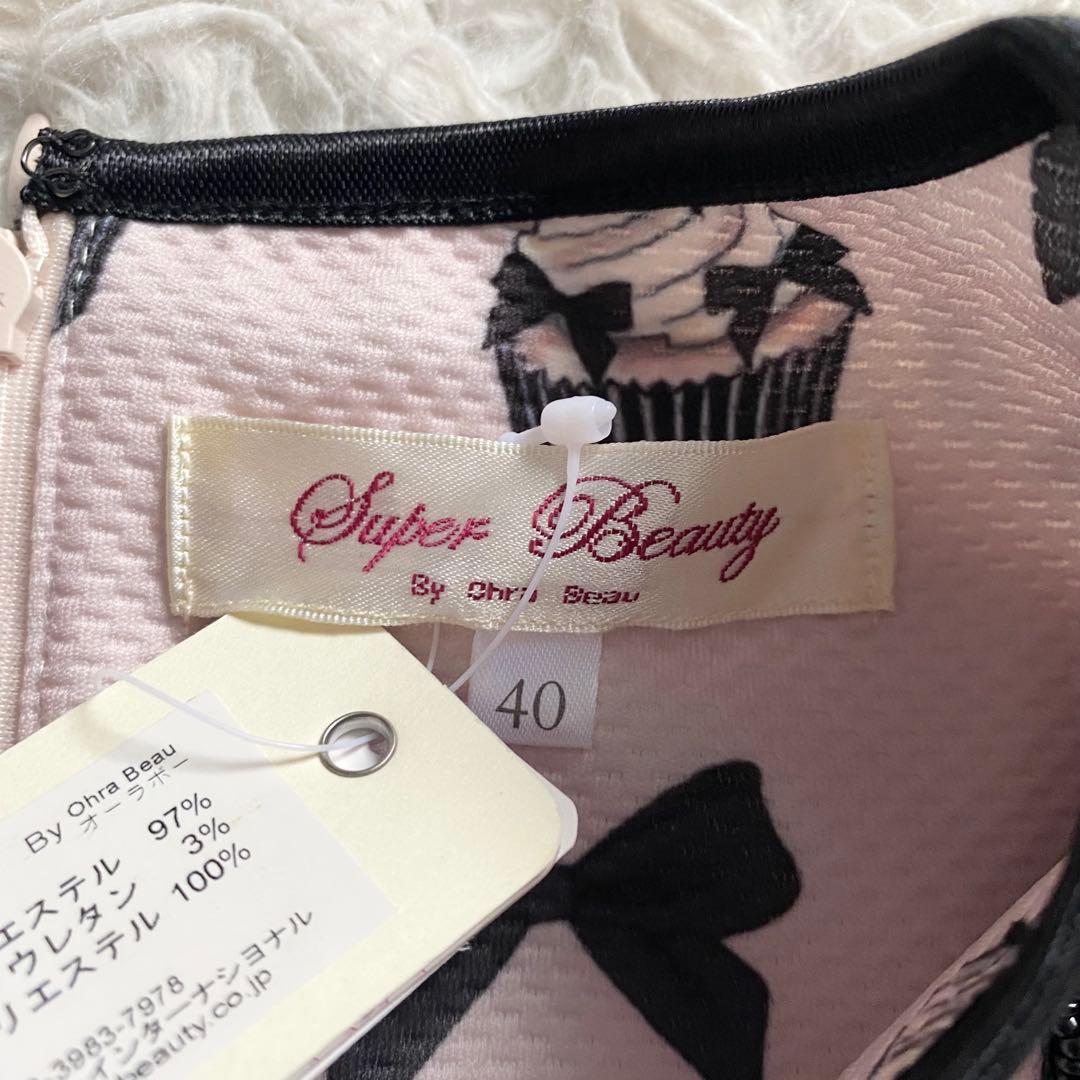 Super Beauty
By Ohra Beau
40
By Ohra Beau
オーラボー
エステル 97%
ウレタン 3%
リエステル 100%
3983-7978
インターナショナル
beauty.co.jp